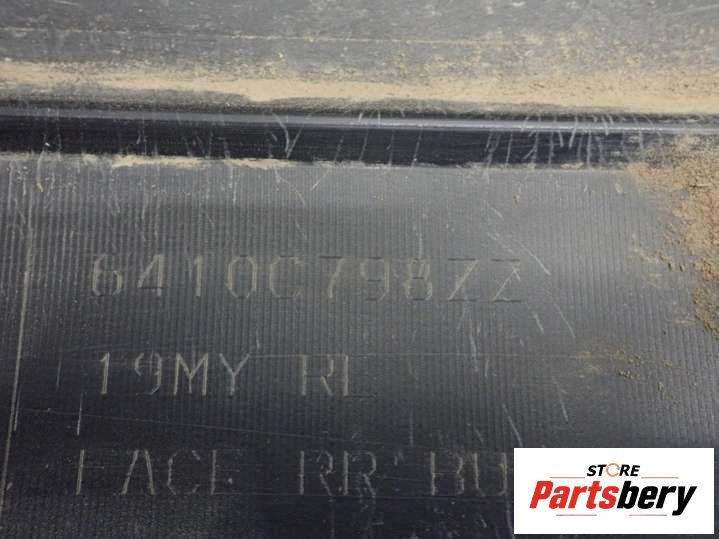 6410C798ZZ
19MY RL
FACE RR BU
STORE
Partsbery